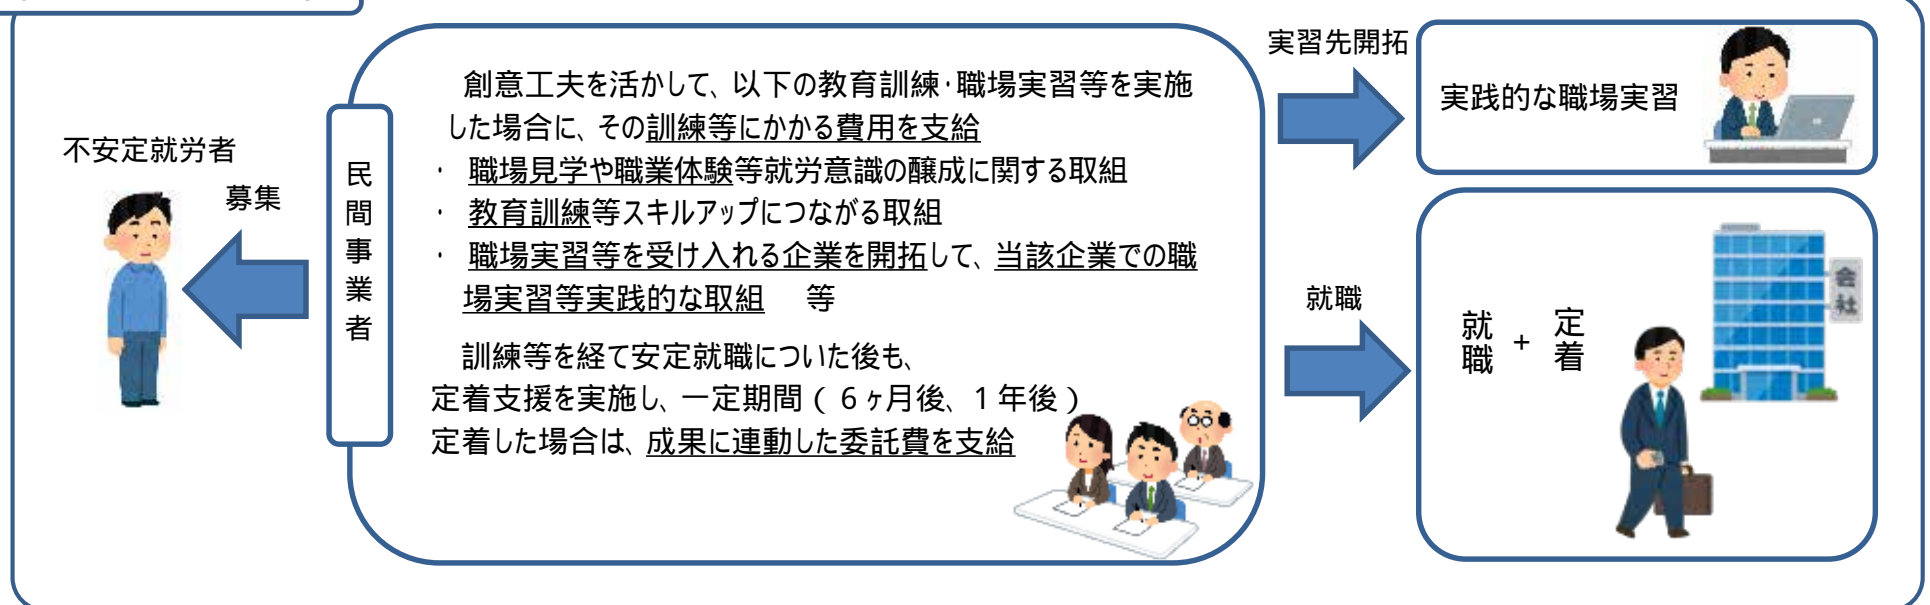 不安定就労者
募集
民間事業者
創意工夫を活かして、以下の教育訓練・職場実習等を実施
した場合に、その訓練等にかかる費用を支給
・ 職場見学や職業体験等就労意識の醸成に関する取組
・ 教育訓練等スキルアップにつながる取組
・ 職場実習等を受け入れる企業を開拓して、当該企業での職
場実習等実践的な取組 等
訓練等を経て安定就職についた後も、
定着支援を実施し、一定期間(6ヶ月後、1年後)
定着した場合は、成果に連動した委託費を支給
実習先開拓
実践的な職場実習
就職
就職 + 定着
会社